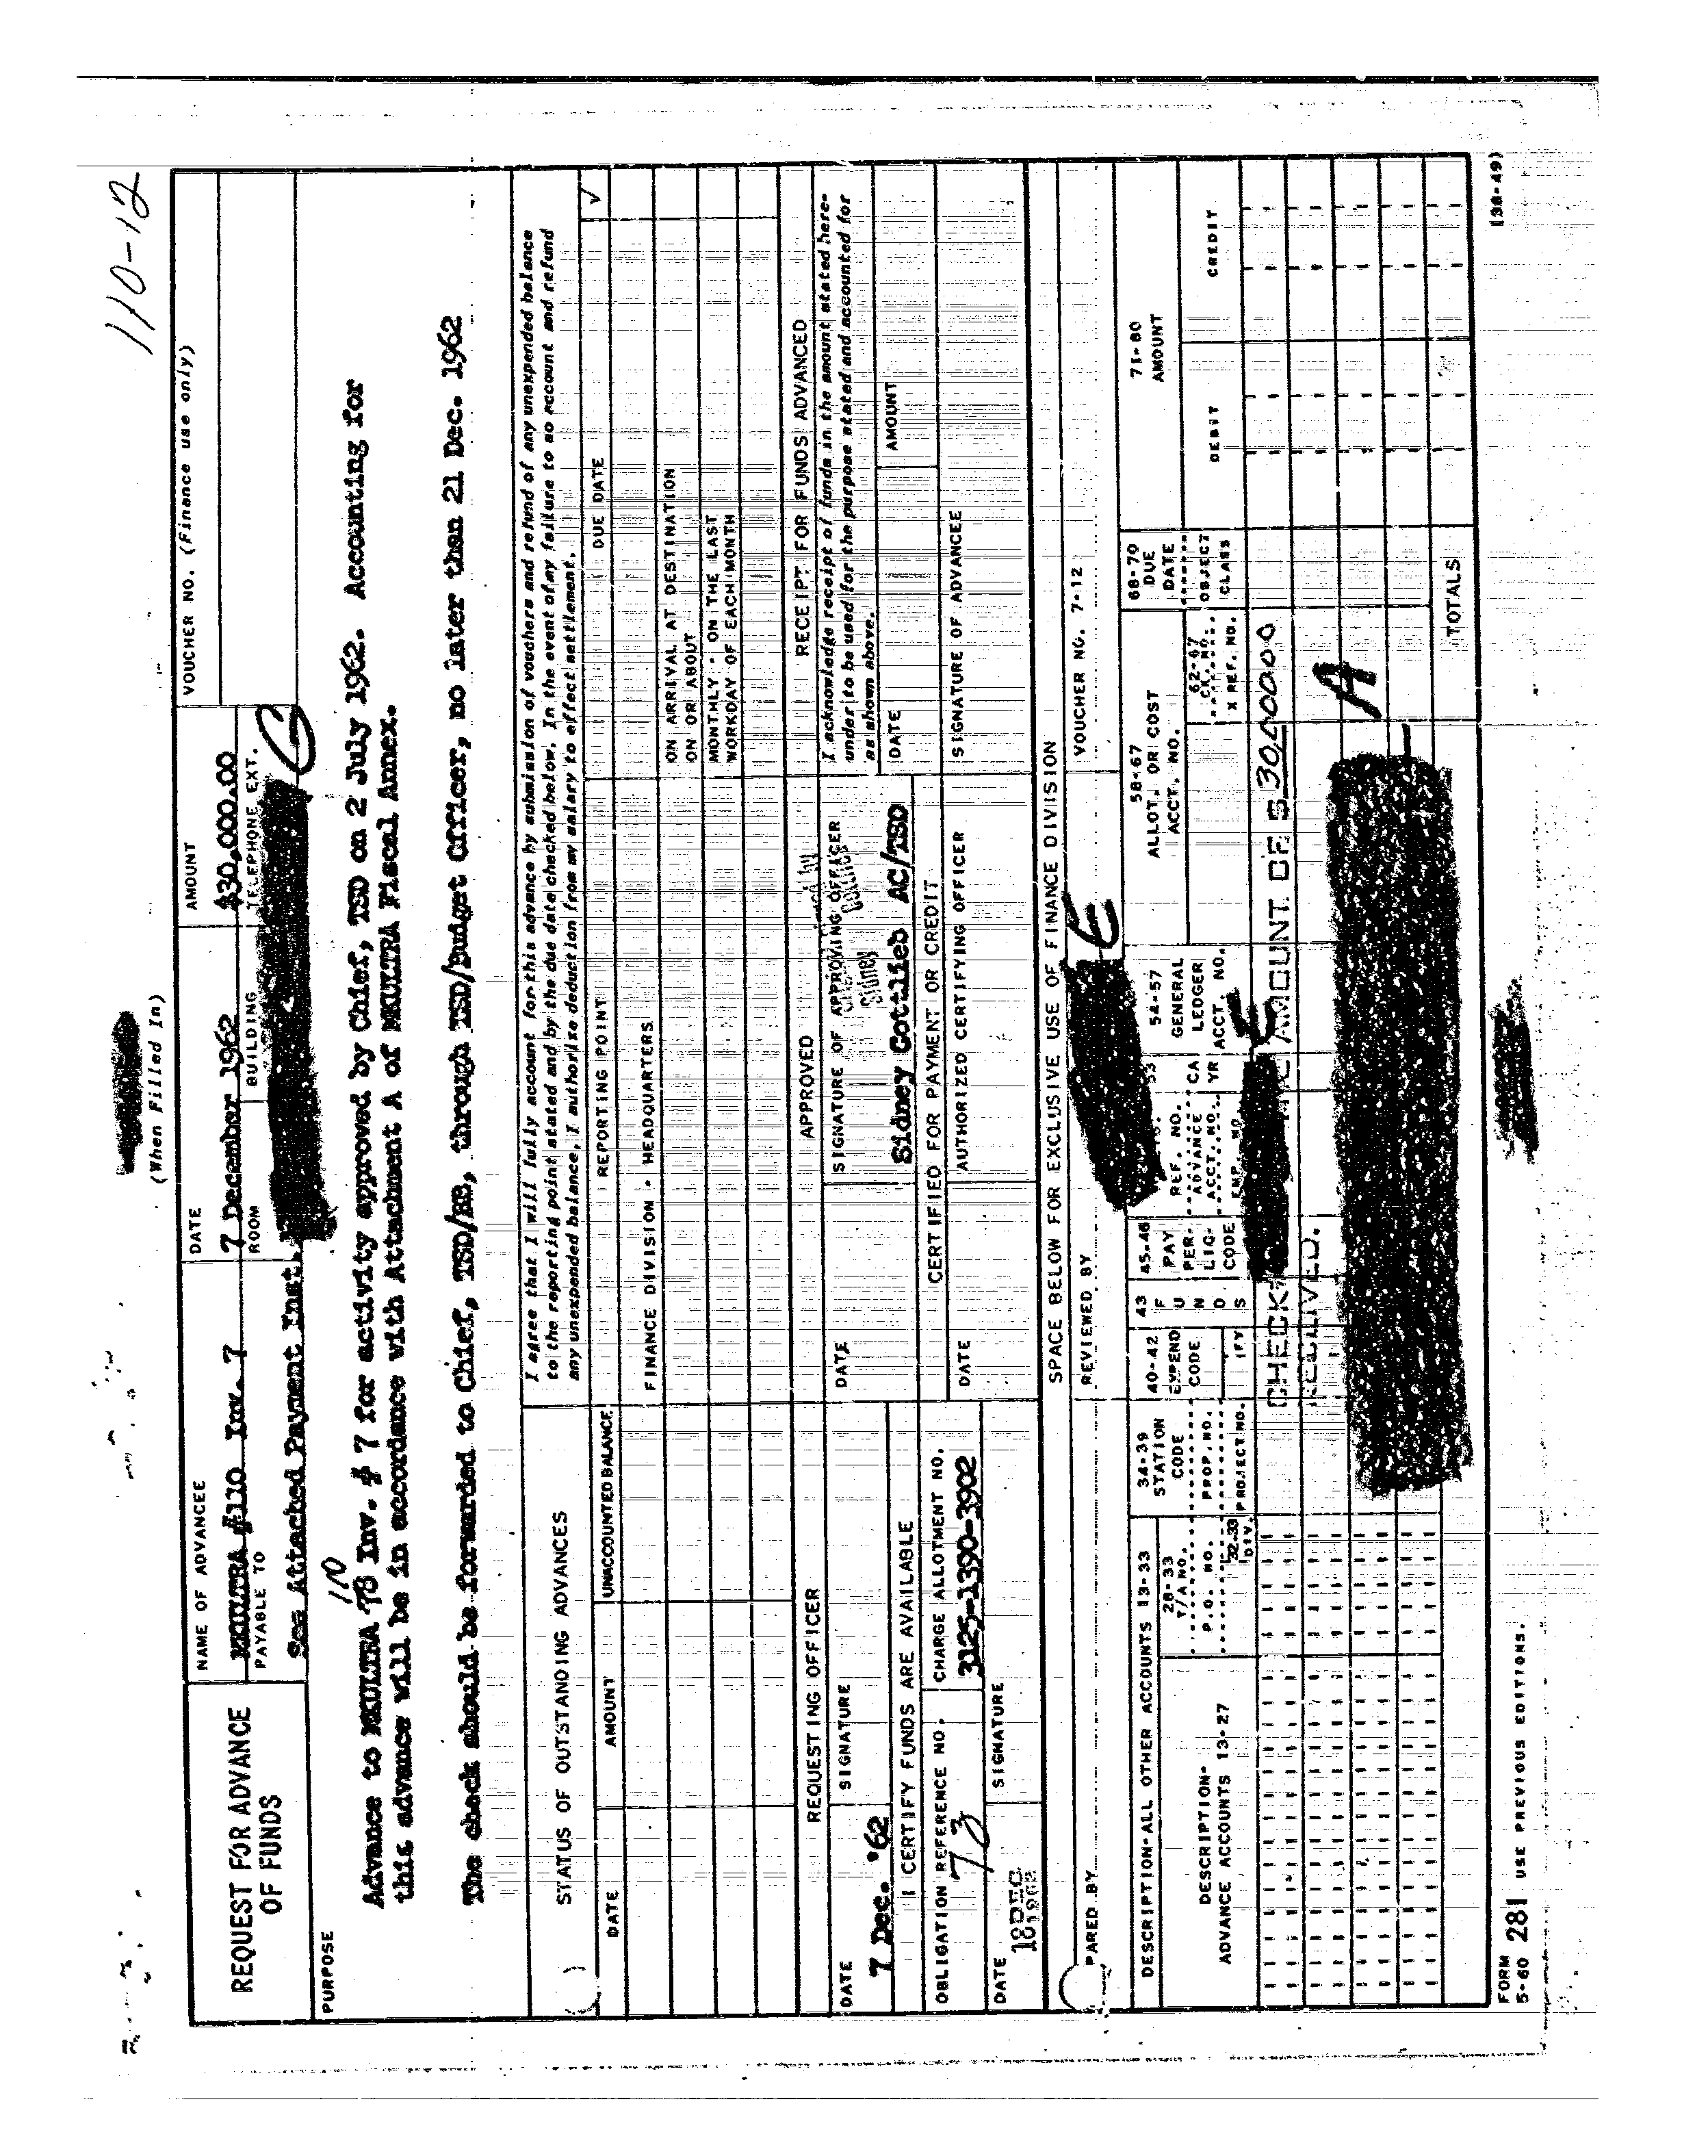 110-12
(When Filled In)
REQUEST FOR ADVANCE
OF FUNDS
NAME OF ADVANCEE
MKULTRA #110 Inv. 7
DATE
7 December 1962
AMOUNT
$30,000.00
VOUCHER NO. (Finance use only)
PAYABLE TO
See Attached Payment Inst.
ROOM
BUILDING
TELEPHONE EXT.
G
PURPOSE
110
Advance to MKULTRA 78 Inv. # 7 for activity approved by Chief, TSD on 2 July 1962. Accounting for
this advance will be in accordance with Attachment A of MKULTRA Fiscal Annex.
The check should be forwarded to Chief, TSD/BB, through TSD/Budget Officer, no later than 21 Dec. 1962
STATUS OF OUTSTANDING ADVANCES
I agree that I will fully account for this advance by submission of vouchers and refund of any unexpended balance
to the reporting point stated and by the due date checked below. In the event of my failure to so account and refund
any unexpended balance, I authorize deduction from my salary to effect settlement.
DATE
AMOUNT
UNACCOUNTED BALANCE
REPORTING POINT
DUE DATE
✓
FINANCE DIVISION - HEADQUARTERS
ON ARRIVAL AT DESTINATION
ON OR ABOUT
MONTHLY - ON THE LAST
WORKDAY OF EACH MONTH
REQUESTING OFFICER
APPROVED
RECEIPT FOR FUNDS ADVANCED
DATE
7 Dec. '62
SIGNATURE
DATE
SIGNATURE OF APPROVING OFFICER
Sidney Gottlieb AC/TSD
I acknowledge receipt of funds in the amount stated here-
under to be used for the purpose stated and accounted for
as shown above.
I CERTIFY FUNDS ARE AVAILABLE
CERTIFIED FOR PAYMENT OR CREDIT
DATE
AMOUNT
OBLIGATION REFERENCE NO.
73
CHARGE ALLOTMENT NO.
3125-1390-3902
DATE
AUTHORIZED CERTIFYING OFFICER
SIGNATURE OF ADVANCEE
DATE
18 DEC
1962
SIGNATURE
SPACE BELOW FOR EXCLUSIVE USE OF FINANCE DIVISION
PARED BY
REVIEWED BY
E
VOUCHER NO. 7-12
DESCRIPTION-ALL OTHER ACCOUNTS 13-33
DESCRIPTION-
ADVANCE ACCOUNTS 13-27
28-33
T/A NO.
P.O. NO.
32-33
DIV.
34-39
STATION
CODE
PROP. NO.
PROJECT NO.
40-42
EXPEND
CODE
43
F
U
N
D
S
45-46
PAY
PER.
LIQ.
CODE
53
REF. NO.
ADVANCE
ACCT. NO.
EMP. NO.
CA
YR
54-57
GENERAL
LEDGER
ACCT. NO.
58-67
ALLOT. OR COST
ACCT. NO.
62-67
CK. NO.
X REF. NO.
68-70
DUE
DATE
OBJECT
CLASS
71-80
AMOUNT
DEBIT
CREDIT
CHECK
AMOUNT OF $ 30,000.00
A
TOTALS
FORM
5-60 281 USE PREVIOUS EDITIONS.
(38-49)